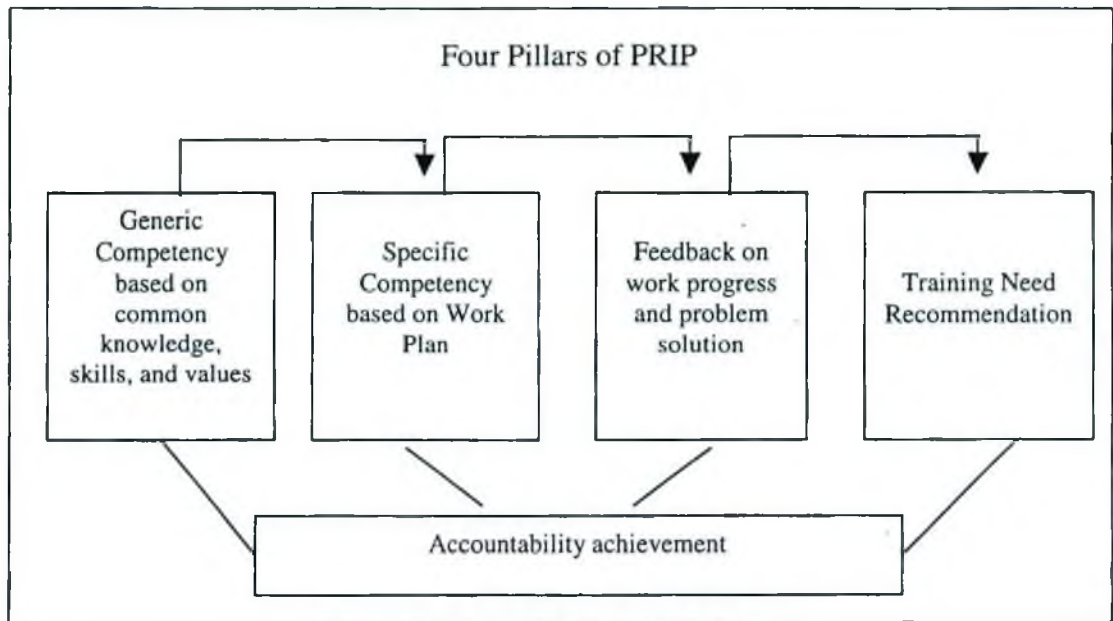 Four Pillars of PRIP
Generic
Competency
based on
common
knowledge,
skills, and values
Specific
Competency
based on Work
Plan
Feedback on
work progress
and problem
solution
Training Need
Recommendation
Accountability achievement